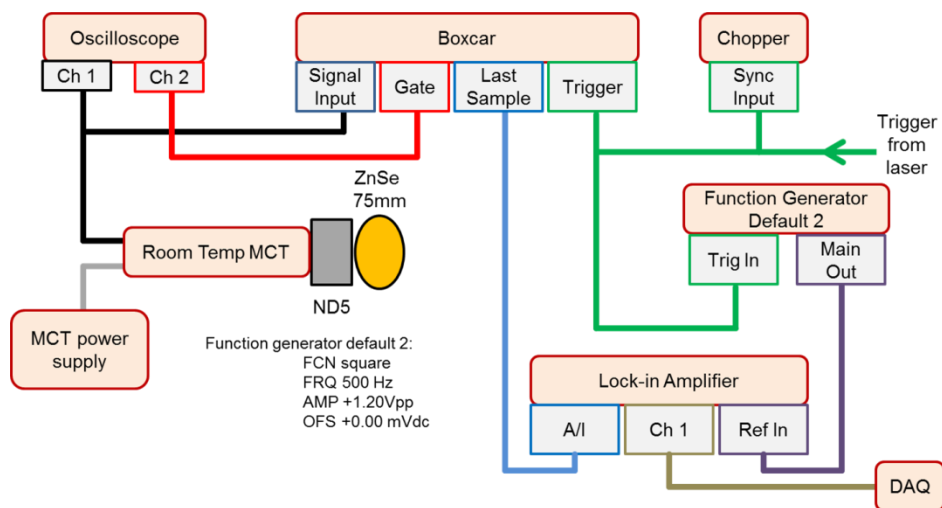 Oscilloscope
Ch 1
Ch 2
Boxcar
Signal
Input
Gate
Last
Sample
Trigger
Chopper
Sync
Input
Trigger
from
laser
ZnSe
75mm
Room Temp MCT
ND5
MCT power
supply
Function Generator
Default 2
Trig In
Main
Out
Function generator default 2:
FCN square
FRQ 500 Hz
AMP +1.20Vpp
OFS +0.00 mVdc
Lock-in Amplifier
A/I
Ch 1
Ref In
DAQ